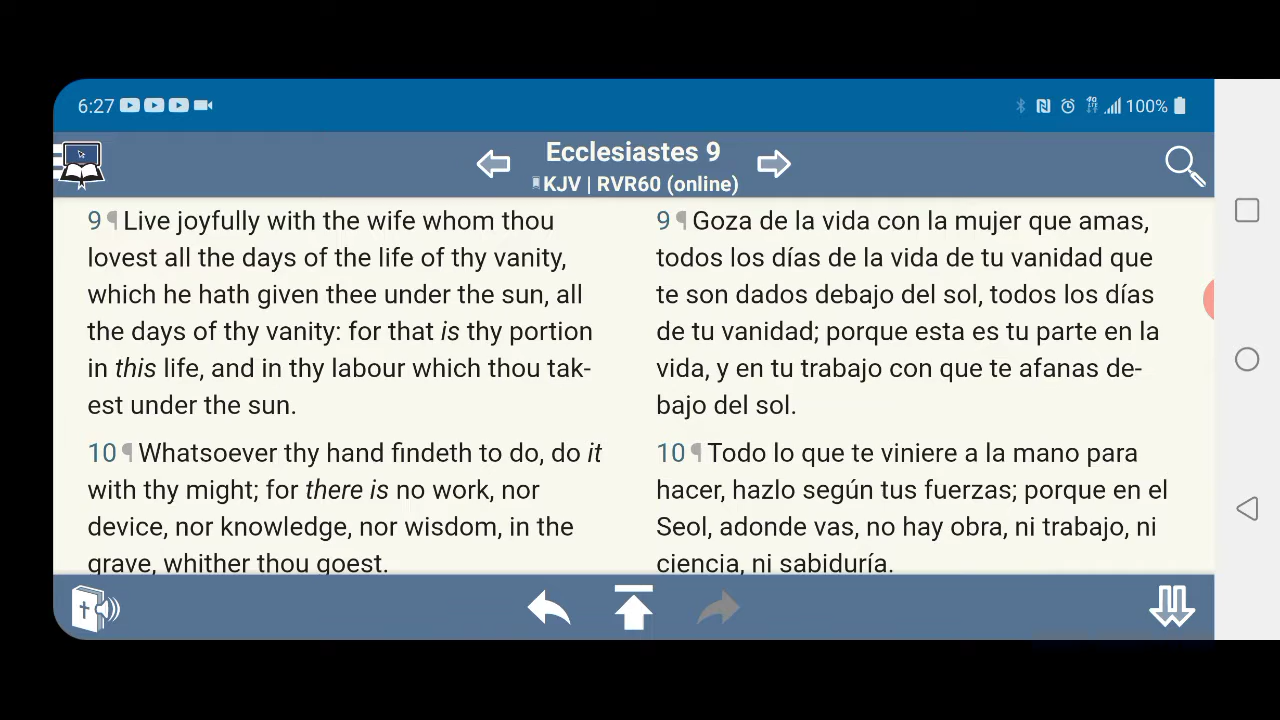 6:27
4G LTE 100%
Ecclesiastes 9
KJV | RVR60 (online)
9 ¶ Live joyfully with the wife whom thou
lovest all the days of the life of thy vanity,
which he hath given thee under the sun, all
the days of thy vanity: for that is thy portion
in this life, and in thy labour which thou tak-
est under the sun.
10 ¶ Whatsoever thy hand findeth to do, do it
with thy might; for there is no work, nor
device, nor knowledge, nor wisdom, in the
grave, whither thou goest.
9 ¶ Goza de la vida con la mujer que amas,
todos los días de la vida de tu vanidad que
te son dados debajo del sol, todos los días
de tu vanidad; porque esta es tu parte en la
vida, y en tu trabajo con que te afanas de-
bajo del sol.
10 ¶ Todo lo que te viniere a la mano para
hacer, hazlo según tus fuerzas; porque en el
Seol, adonde vas, no hay obra, ni trabajo, ni
ciencia, ni sabiduría.